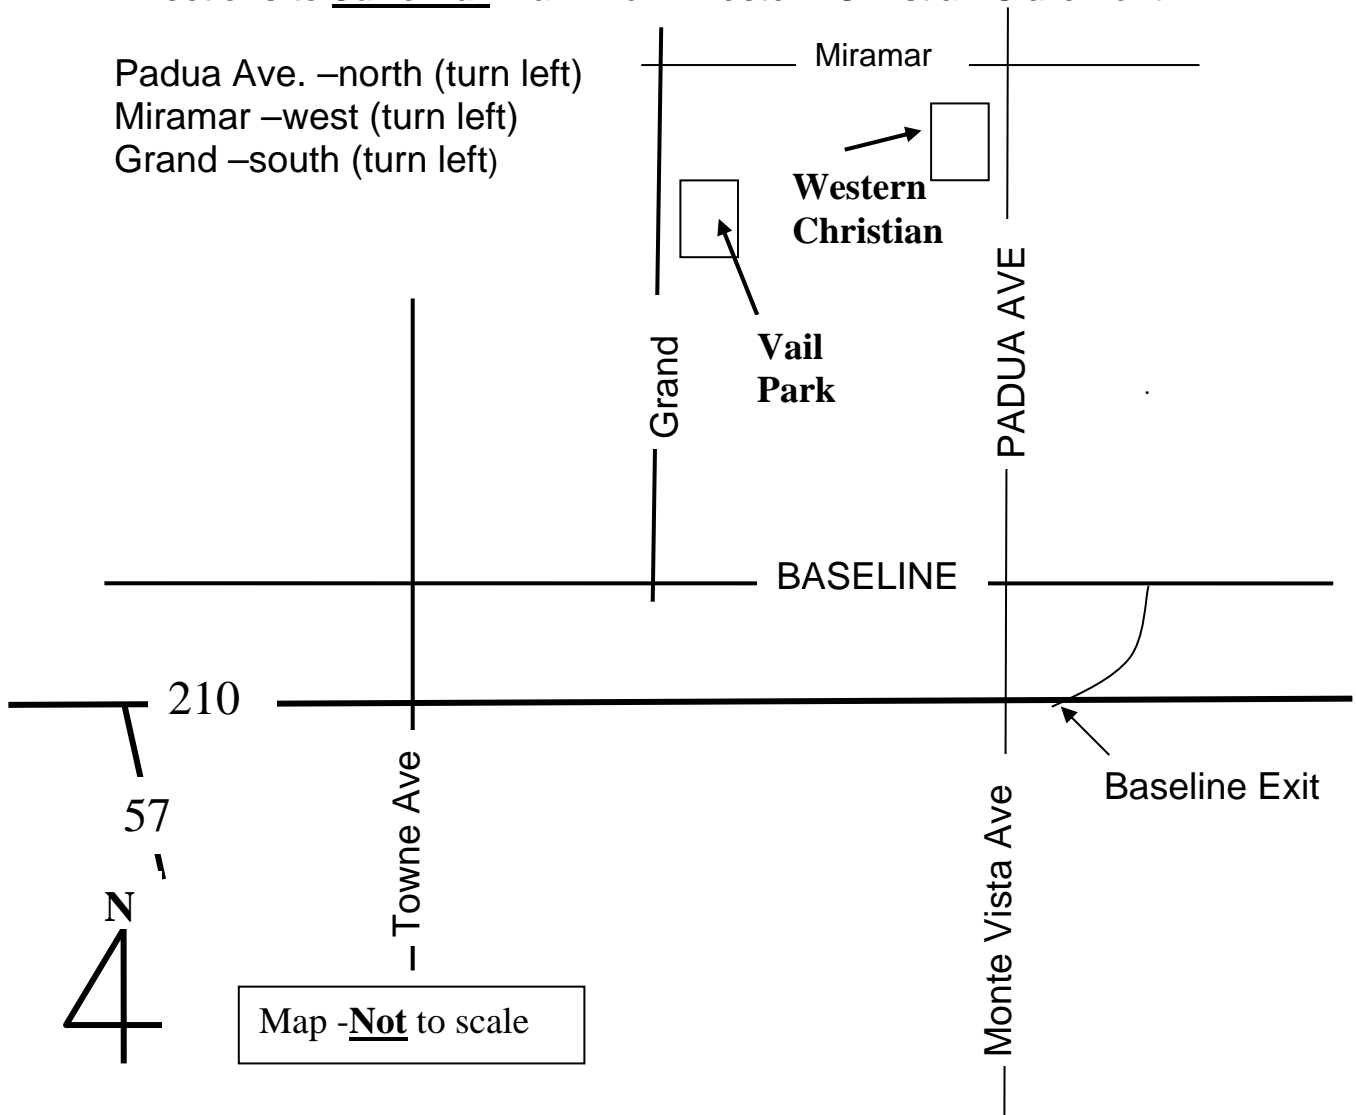 to
Padua Ave. –north (turn left)
Miramar –west (turn left)
Grand –south (turn left)
Miramar
Western
Christian
Vail
Park
Grand
PADUA AVE
BASELINE
210
57
Towne Ave
Monte Vista Ave
Baseline Exit
N
Map -Not to scale